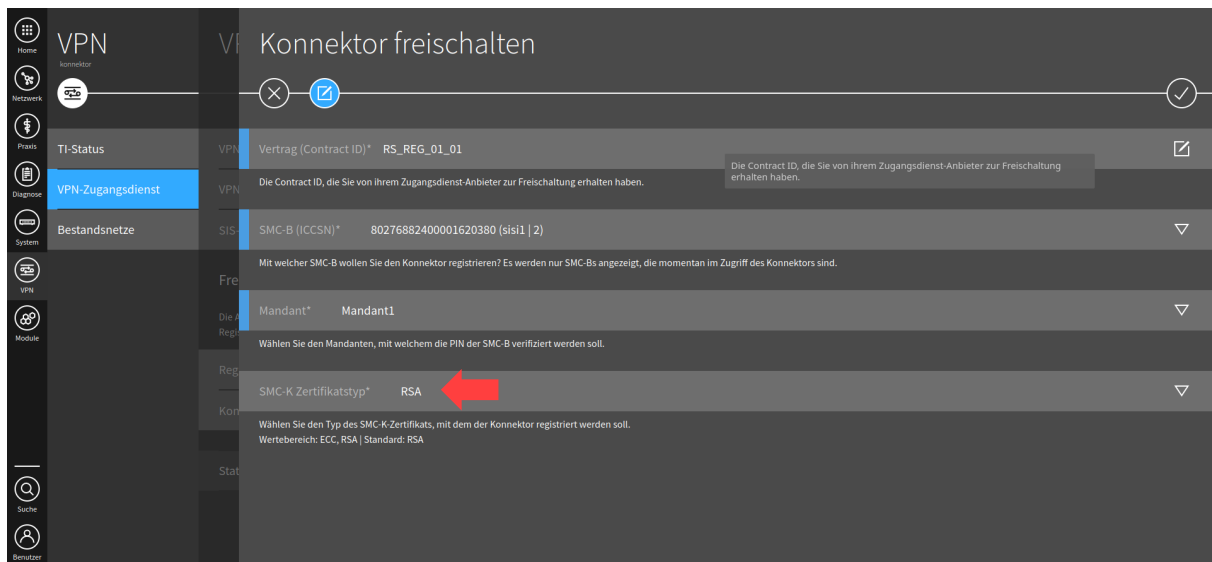 Home
Netzwerk
Praxis
Diagnose
System
VPN
Module
Suche
Benutzer
VPN
konnektor
TI-Status
VPN-Zugangsdienst
Bestandsnetze
Konnektor freischalten
Vertrag (Contract ID)* RS_REG_01_01
Die Contract ID, die Sie von ihrem Zugangsdienst-Anbieter zur Freischaltung
erhalten haben.
Die Contract ID, die Sie von ihrem Zugangsdienst-Anbieter zur Freischaltung erhalten haben.
SMC-B (ICCSN)* 80276882400001620380 (sisi1 | 2)
Mit welcher SMC-B wollen Sie den Konnektor registrieren? Es werden nur SMC-Bs angezeigt, die momentan im Zugriff des Konnektors sind.
Mandant* Mandant1
Wählen Sie den Mandanten, mit welchem die PIN der SMC-B verifiziert werden soll.
SMC-K Zertifikatstyp* RSA
Wählen Sie den Typ des SMC-K-Zertifikats, mit dem der Konnektor registriert werden soll.
Wertebereich: ECC, RSA | Standard: RSA